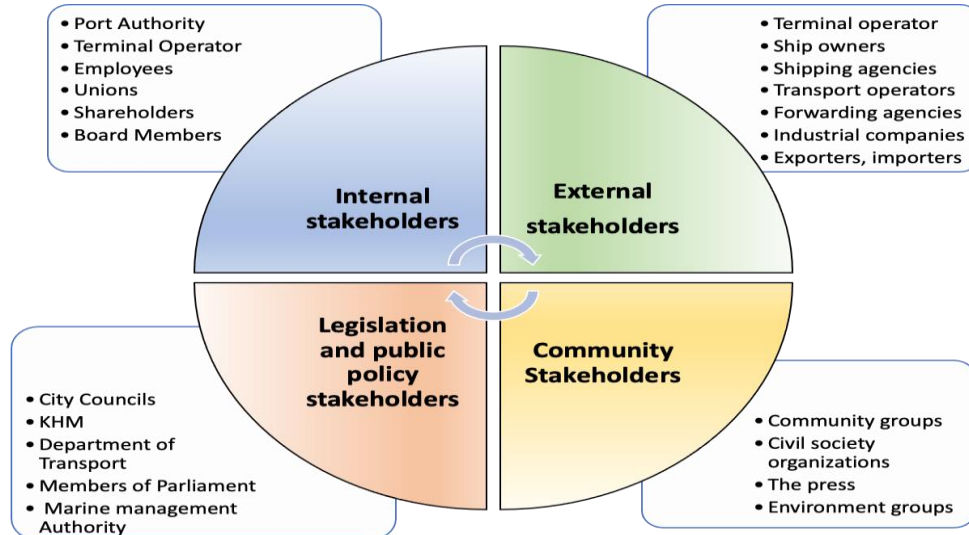 • Port Authority
• Terminal Operator
• Employees
• Unions
• Shareholders
• Board Members
• Terminal operator
• Ship owners
• Shipping agencies
• Transport operators
• Forwarding agencies
• Industrial companies
• Exporters, importers
Internal
stakeholders
External
stakeholders
Legislation
and public
policy
stakeholders
Community
Stakeholders
• City Councils
• KHM
• Department of
Transport
• Members of Parliament
• Marine management
Authority
• Community groups
• Civil society
organizations
• The press
• Environment groups